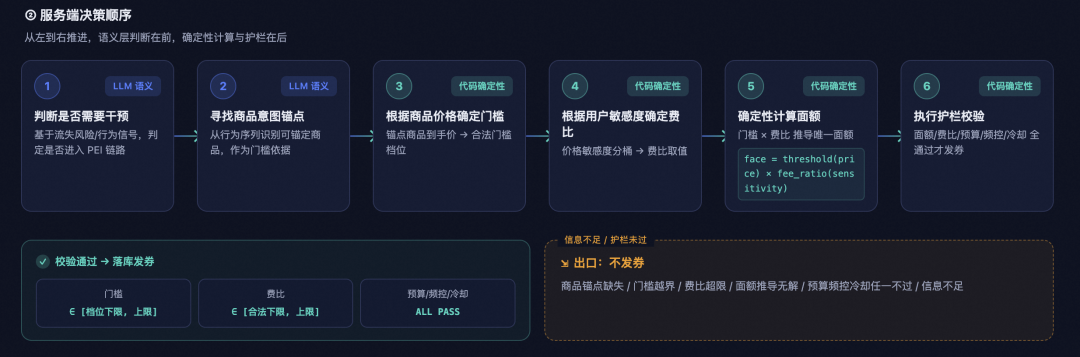 ② 服务端决策顺序
从左到右推进，语义层判断在前，确定性计算与护栏在后
1
LLM 语义
判断是否需要干预
基于流失风险/行为信号，判
定是否进入 PEI 链路
2
LLM 语义
寻找商品意图锚点
从行为序列识别可锚定商
品，作为门槛依据
3
代码确定性
根据商品价格确定门槛
锚点商品到手价 → 合法门槛
档位
4
代码确定性
根据用户敏感度确定费
比
价格敏感度分桶 → 费比取值
5
代码确定性
确定性计算面额
门槛 × 费比 推导唯一面额
face = threshold(pri
ce) × fee_ratio(sens
itivity)
6
代码确定性
执行护栏校验
面额/费比/预算/频控/冷却 全
通过才发券
✓ 校验通过 → 落库发券
门槛
∈ [档位下限, 上限]
费比
∈ [合法下限, 上限]
预算/频控/冷却
ALL PASS
信息不足 / 护栏未过
⇲ 出口：不发券
商品锚点缺失 / 门槛越界 / 费比超限 / 面额推导无解 / 预算频控冷却任一不过 / 信息不足